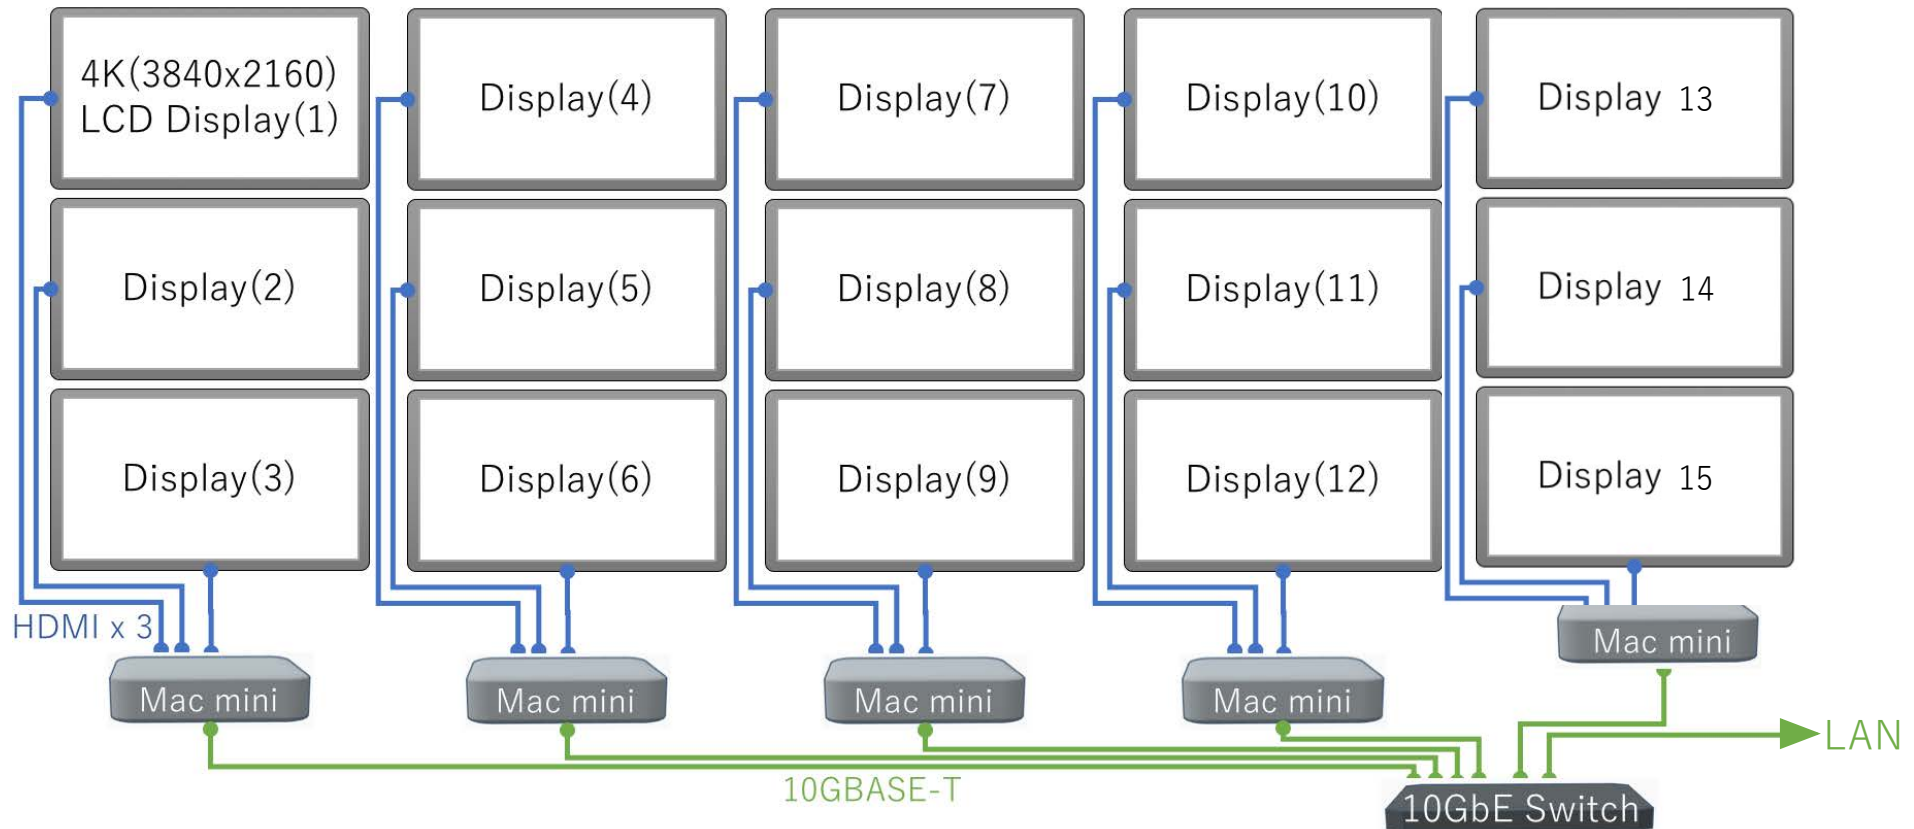 4K(3840x2160)
LCD Display(1)
Display(4)
Display(7)
Display(10)
Display 13
Display(2)
Display(5)
Display(8)
Display(11)
Display 14
Display(3)
Display(6)
Display(9)
Display(12)
Display 15
HDMI x 3
Mac mini
Mac mini
Mac mini
Mac mini
Mac mini
LAN
10GBASE-T
10GbE Switch